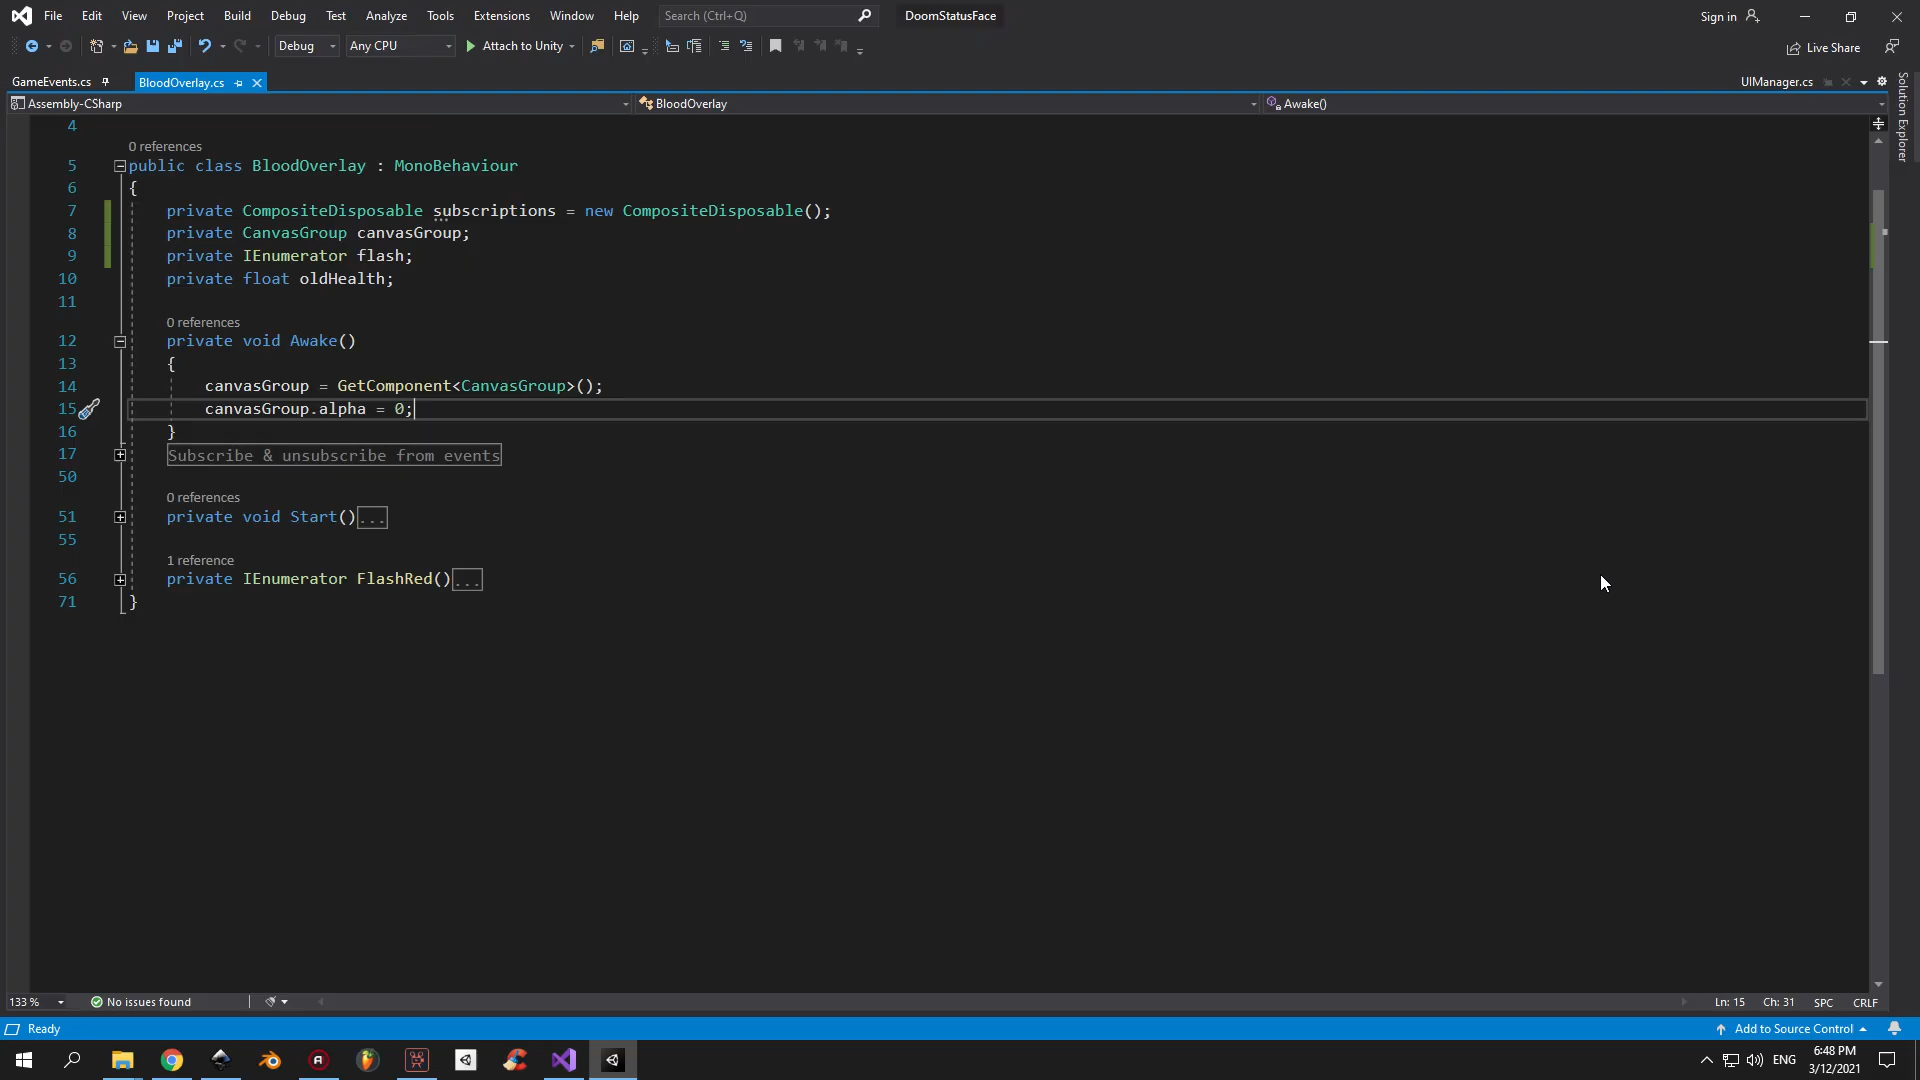 File Edit View Project Build Debug Test Analyze Tools Extensions Window Help Search (Ctrl+Q) DoomStatusFace Sign in
Debug Any CPU Attach to Unity Live Share
GameEvents.cs BloodOverlay.cs UIManager.cs
Assembly-CSharp BloodOverlay Awake()
Solution Explorer
4
0 references
5 public class BloodOverlay : MonoBehaviour
6 {
7 private CompositeDisposable subscriptions = new CompositeDisposable();
8 private CanvasGroup canvasGroup;
9 private IEnumerator flash;
10 private float oldHealth;
11
0 references
12 private void Awake()
13 {
14 canvasGroup = GetComponent<CanvasGroup>();
15 canvasGroup.alpha = 0;
16 }
17 Subscribe & unsubscribe from events
50
0 references
51 private void Start()...
55
1 reference
56 private IEnumerator FlashRed()...
71 }
133 % No issues found Ln: 15 Ch: 31 SPC CRLF
Ready Add to Source Control
ENG 6:48 PM
3/12/2021